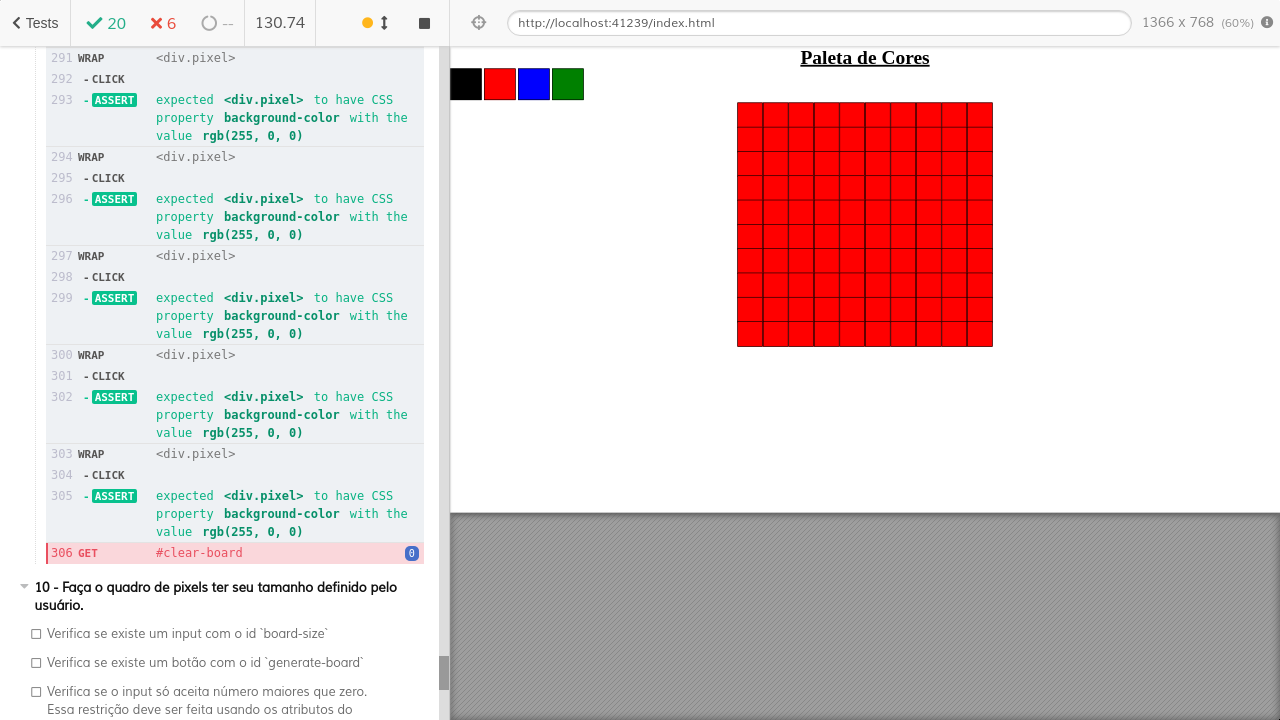 Tests 20 6 -- 130.74
http://localhost:41239/index.html 1366 x 768 (60%)
291 WRAP <div.pixel>
292 -CLICK
293 -ASSERT expected <div.pixel> to have CSS
property background-color with the
value rgb(255, 0, 0)
294 WRAP <div.pixel>
295 -CLICK
296 -ASSERT expected <div.pixel> to have CSS
property background-color with the
value rgb(255, 0, 0)
297 WRAP <div.pixel>
298 -CLICK
299 -ASSERT expected <div.pixel> to have CSS
property background-color with the
value rgb(255, 0, 0)
300 WRAP <div.pixel>
301 -CLICK
302 -ASSERT expected <div.pixel> to have CSS
property background-color with the
value rgb(255, 0, 0)
303 WRAP <div.pixel>
304 -CLICK
305 -ASSERT expected <div.pixel> to have CSS
property background-color with the
value rgb(255, 0, 0)
306 GET #clear-board 0
10 - Faça o quadro de pixels ter seu tamanho definido pelo
usuário.
Verifica se existe um input com o id `board-size`
Verifica se existe um botão com o id `generate-board`
Verifica se o input só aceita número maiores que zero.
Essa restrição deve ser feita usando os atributos do
Paleta de Cores